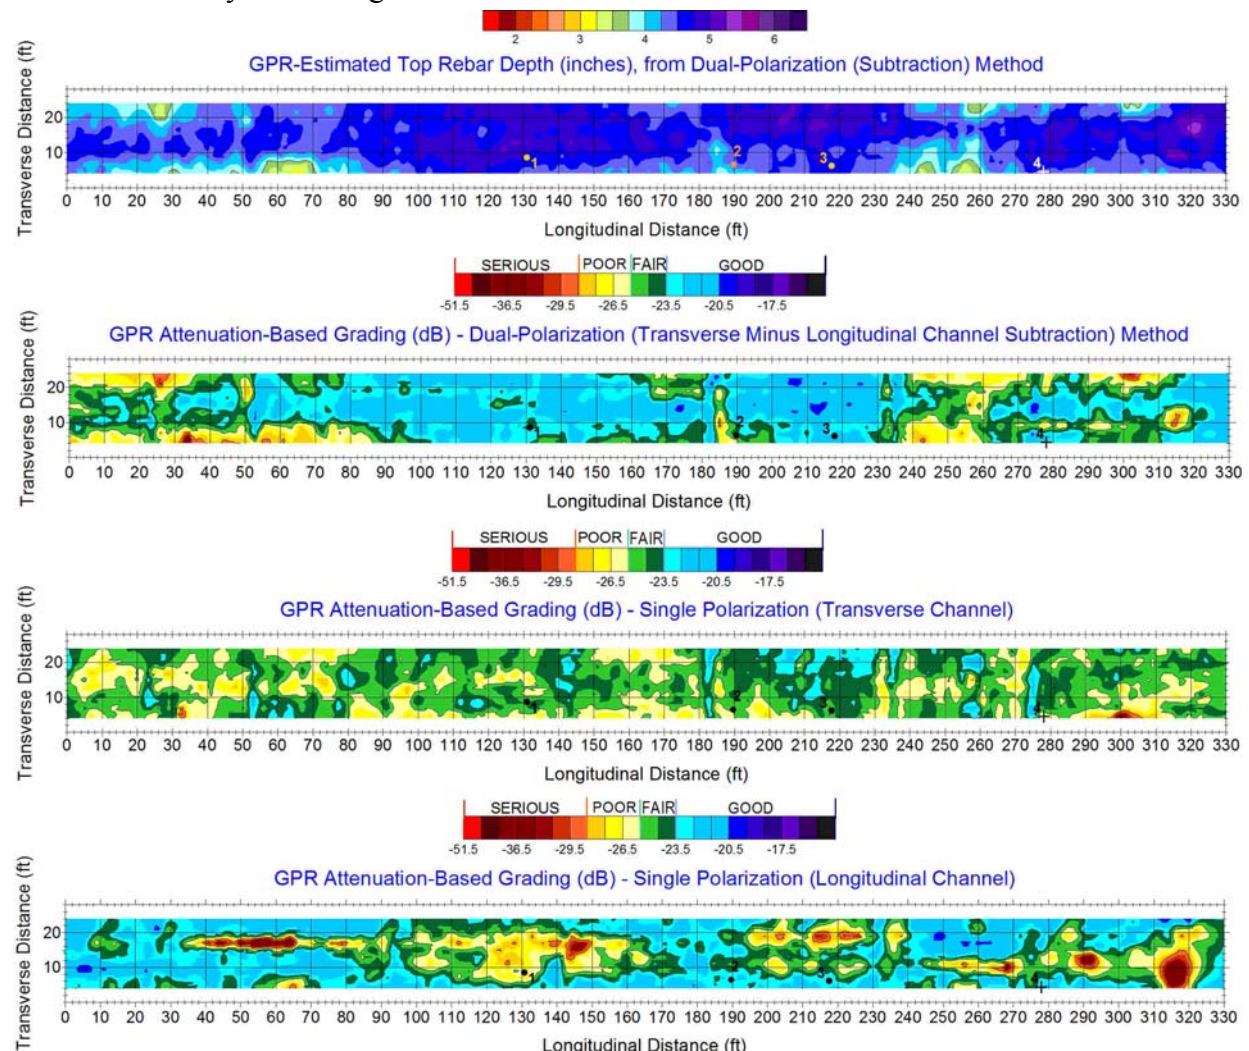 2 3 4 5 6
GPR-Estimated Top Rebar Depth (inches), from Dual-Polarization (Subtraction) Method
Transverse Distance (ft)
20
10
1 2 3 4
0 10 20 30 40 50 60 70 80 90 100 110 120 130 140 150 160 170 180 190 200 210 220 230 240 250 260 270 280 290 300 310 320 330
Longitudinal Distance (ft)
SERIOUS POOR FAIR GOOD
-51.5 -36.5 -29.5 -26.5 -23.5 -20.5 -17.5
GPR Attenuation-Based Grading (dB) - Dual-Polarization (Transverse Minus Longitudinal Channel Subtraction) Method
Transverse Distance (ft)
20
10
1 2 3 4
0 10 20 30 40 50 60 70 80 90 100 110 120 130 140 150 160 170 180 190 200 210 220 230 240 250 260 270 280 290 300 310 320 330
Longitudinal Distance (ft)
SERIOUS POOR FAIR GOOD
-51.5 -36.5 -29.5 -26.5 -23.5 -20.5 -17.5
GPR Attenuation-Based Grading (dB) - Single Polarization (Transverse Channel)
Transverse Distance (ft)
20
10
1 2 3 4
0 10 20 30 40 50 60 70 80 90 100 110 120 130 140 150 160 170 180 190 200 210 220 230 240 250 260 270 280 290 300 310 320 330
Longitudinal Distance (ft)
SERIOUS POOR FAIR GOOD
-51.5 -36.5 -29.5 -26.5 -23.5 -20.5 -17.5
GPR Attenuation-Based Grading (dB) - Single Polarization (Longitudinal Channel)
Transverse Distance (ft)
20
10
1 2 3 4
0 10 20 30 40 50 60 70 80 90 100 110 120 130 140 150 160 170 180 190 200 210 220 230 240 250 260 270 280 290 300 310 320 330
Longitudinal Distance (ft)